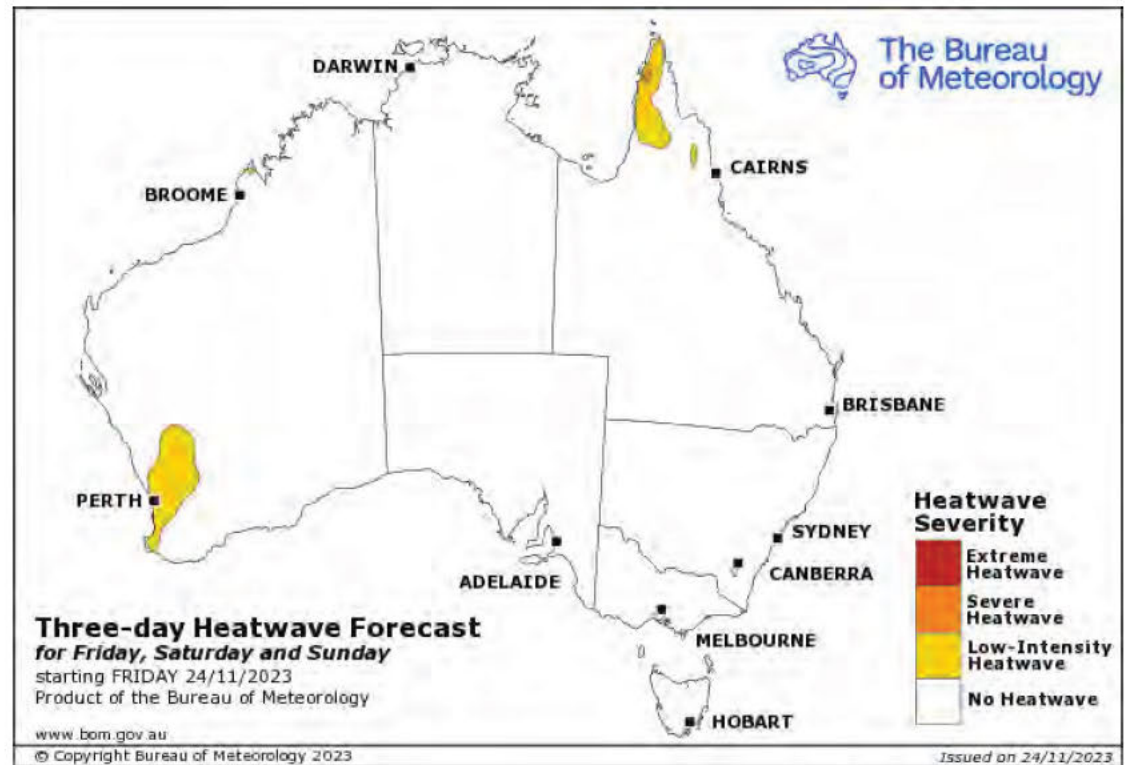 The Bureau
of Meteorology
DARWIN
CAIRNS
BROOME
BRISBANE
PERTH
SYDNEY
CANBERRA
ADELAIDE
MELBOURNE
HOBART
Heatwave
Severity
Extreme
Heatwave
Severe
Heatwave
Low-Intensity
Heatwave
No Heatwave
Three-day Heatwave Forecast
for Friday, Saturday and Sunday
starting FRIDAY 24/11/2023
Product of the Bureau of Meteorology
www.bom.gov.au
© Copyright Bureau of Meteorology 2023
Issued on 24/11/2023